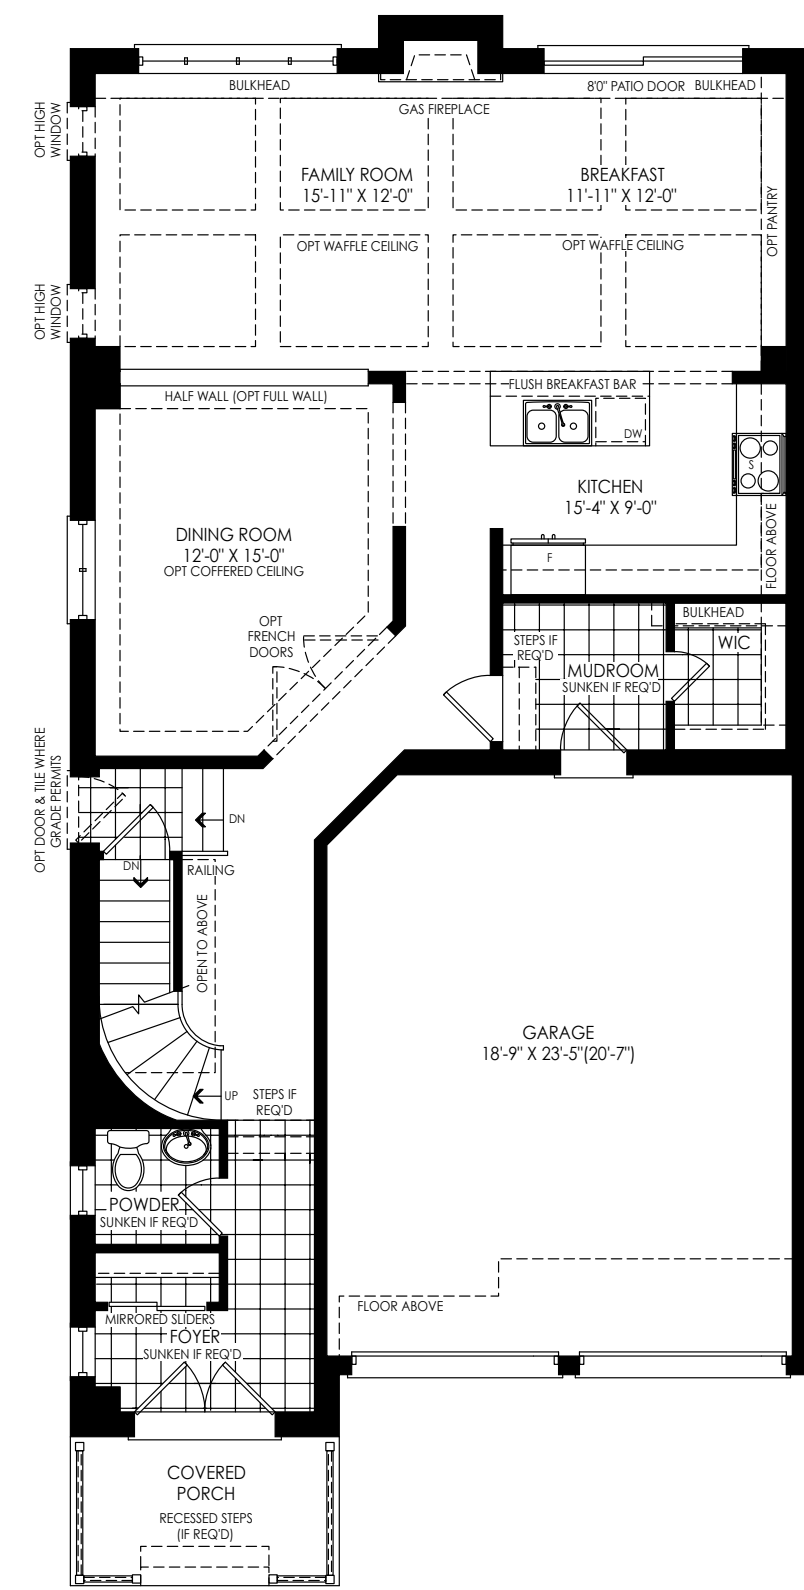 BULKHEAD
8'0" PATIO DOOR
BULKHEAD
GAS FIREPLACE
OPT HIGH
WINDOW
FAMILY ROOM
15'-11" X 12'-0"
BREAKFAST
11'-11" X 12'-0"
OPT PANTRY
OPT WAFFLE CEILING
OPT WAFFLE CEILING
OPT HIGH
WINDOW
FLUSH BREAKFAST BAR
HALF WALL (OPT FULL WALL)
DW
S
KITCHEN
15'-4" X 9'-0"
FLOOR ABOVE
F
DINING ROOM
12'-0" X 15'-0"
OPT COFFERED CEILING
OPT
FRENCH
DOORS
BULKHEAD
STEPS IF
REQ'D
WIC
MUDROOM
SUNKEN IF REQ'D
OPT DOOR & TILE WHERE
GRADE PERMITS
DN
DN
RAILING
OPEN TO ABOVE
GARAGE
18'-9" X 23'-5"(20'-7")
UP
STEPS IF
REQ'D
POWDER
SUNKEN IF REQ'D
FLOOR ABOVE
MIRRORED SLIDERS
FOYER
SUNKEN IF REQ'D
COVERED
PORCH
RECESSED STEPS
(IF REQ'D)